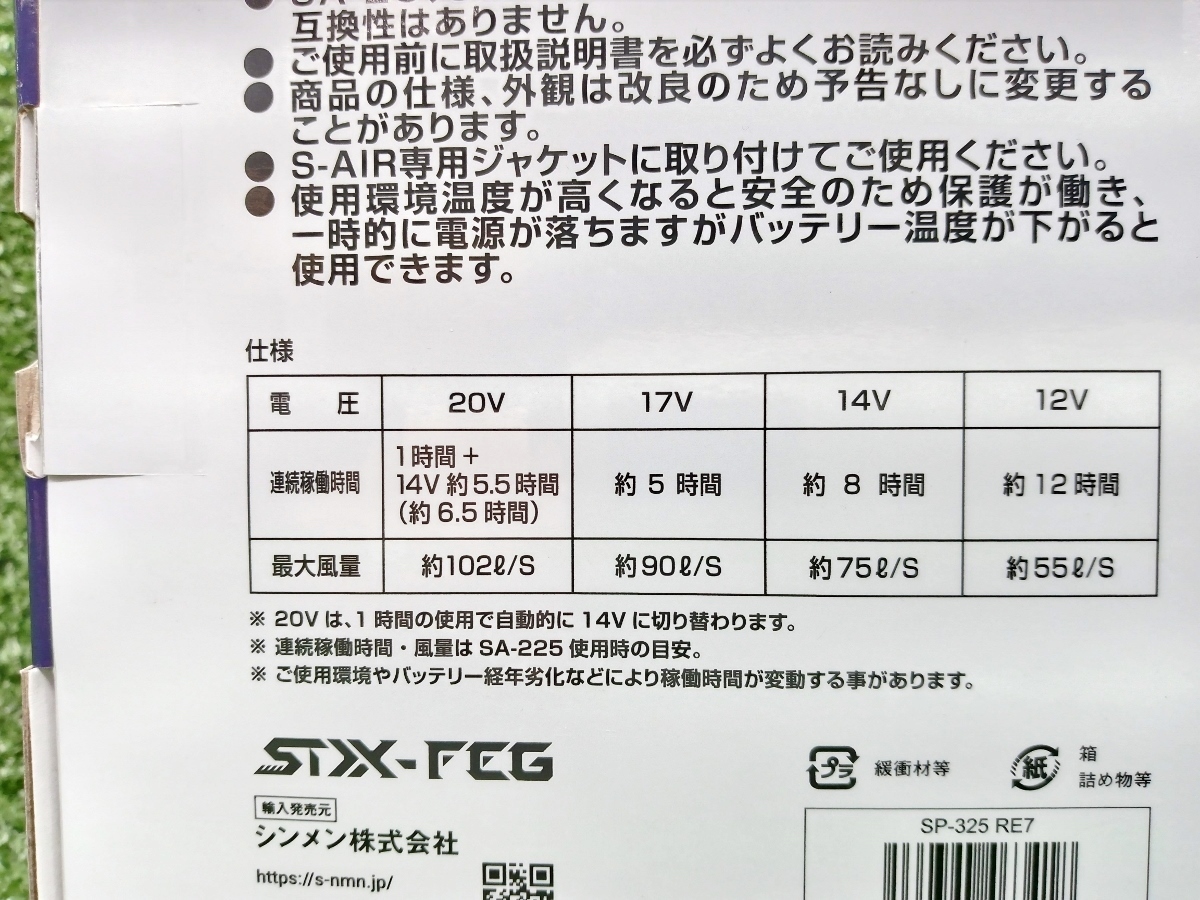 互換性はありません。
● ご使用前に取扱説明書を必ずよくお読みください。
● 商品の仕様、外観は改良のため予告なしに変更する
ことがあります。
● S-AIR専用ジャケットに取り付けてご使用ください。
● 使用環境温度が高くなると安全のため保護が働き、
一時的に電源が落ちますがバッテリー温度が下がると
使用できます。
仕様
電圧 20V 17V 14V 12V
連続稼働時間 1時間+ 14V 約5.5時間 (約6.5時間) 約5時間 約8時間 約12時間
最大風量 約102ℓ/S 約90ℓ/S 約75ℓ/S 約55ℓ/S
※ 20Vは、1時間の使用で自動的に14Vに切り替わります。
※ 連続稼働時間・風量はSA-225使用時の目安。
※ ご使用環境やバッテリー経年劣化などにより稼働時間が変動する事があります。
プラ 緩衝材等
紙 箱
詰め物等
輸入発売元
シンメン株式会社
https://s-nmn.jp/
SP-325 RE7